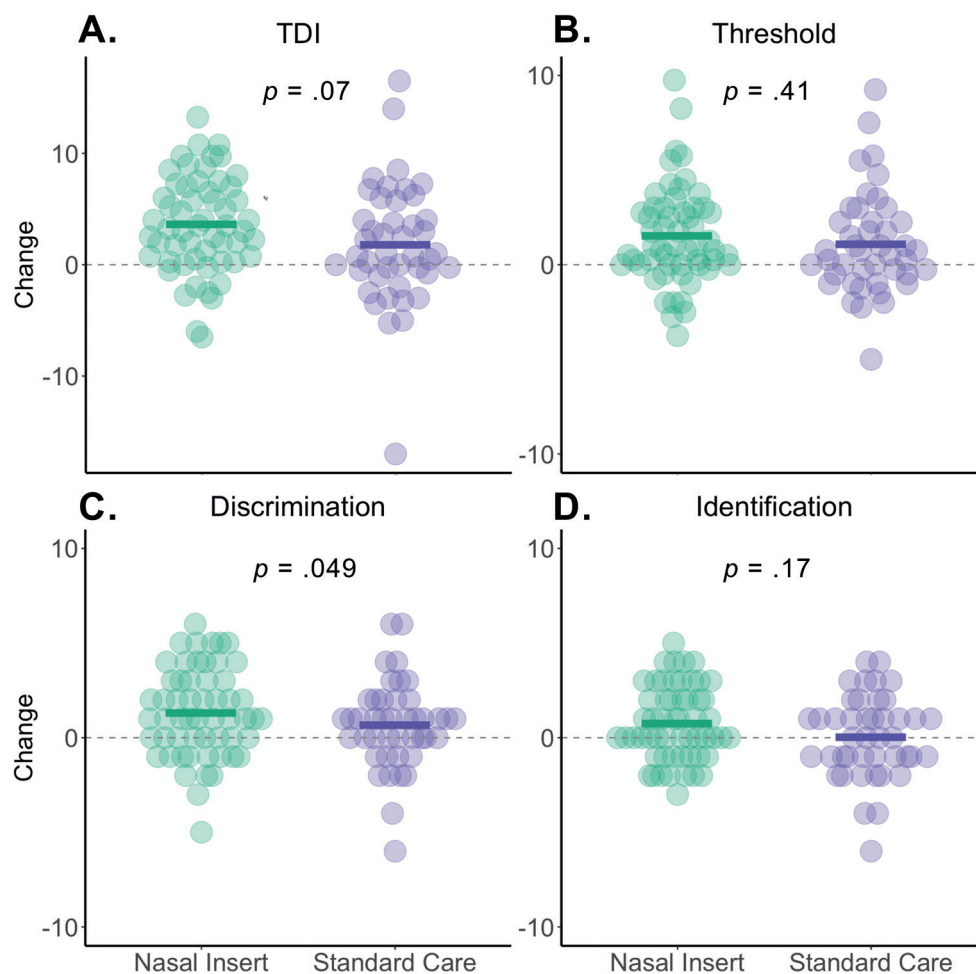 A. TDI
p = .07
10
0
-10
Change
B. Threshold
p = .41
10
0
-10
C. Discrimination
p = .049
10
0
-10
Change
Nasal Insert Standard Care
D. Identification
p = .17
10
0
-10
Nasal Insert Standard Care